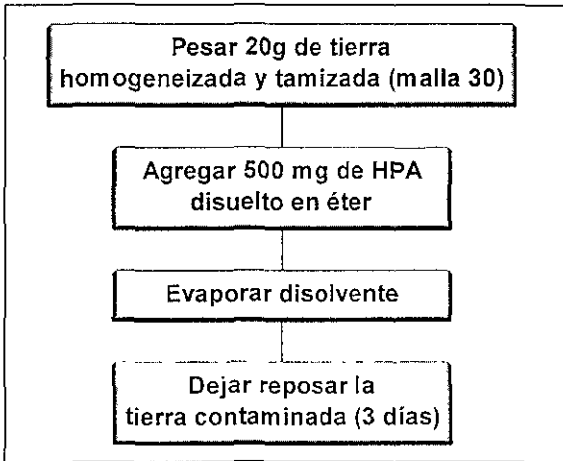 Pesar 20g de tierra
homogeneizada y tamizada (malla 30)
Agregar 500 mg de HPA
disuelto en éter
Evaporar disolvente
Dejar reposar la
tierra contaminada (3 días)